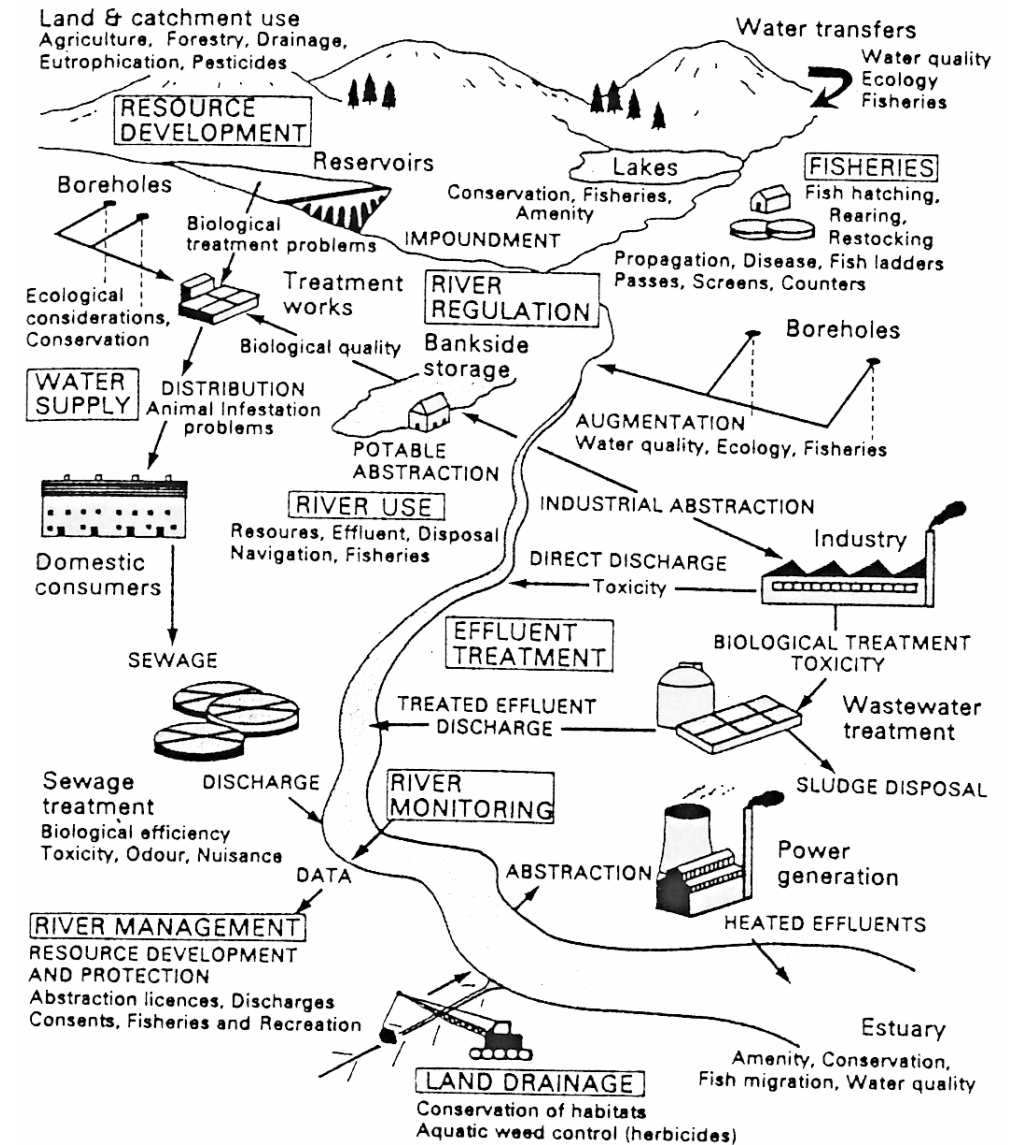 Land & catchment use
Agriculture, Forestry, Drainage,
Eutrophication, Pesticides
Water transfers
Water quality
Ecology
Fisheries
RESOURCE
DEVELOPMENT
Reservoirs
Lakes
Conservation, Fisheries,
Amenity
FISHERIES
Fish hatching,
Rearing,
Restocking
Propagation, Disease, Fish ladders
Passes, Screens, Counters
Boreholes
Biological
treatment problems
IMPOUNDMENT
Ecological
considerations,
Conservation
Treatment
works
RIVER
REGULATION
Biological quality
Bankside
storage
Boreholes
WATER
SUPPLY
DISTRIBUTION
Animal Infestation
problems
AUGMENTATION
Water quality, Ecology, Fisheries
POTABLE
ABSTRACTION
RIVER USE
Resoures, Effluent, Disposal
Navigation, Fisheries
INDUSTRIAL ABSTRACTION
Industry
Domestic
consumers
DIRECT DISCHARGE
Toxicity
SEWAGE
EFFLUENT
TREATMENT
BIOLOGICAL TREATMENT
TOXICITY
TREATED EFFLUENT
DISCHARGE
Wastewater
treatment
SLUDGE DISPOSAL
Sewage
treatment
Biological efficiency
Toxicity, Odour, Nuisance
DISCHARGE
RIVER
MONITORING
DATA
ABSTRACTION
Power
generation
HEATED EFFLUENTS
RIVER MANAGEMENT
RESOURCE DEVELOPMENT
AND PROTECTION
Abstraction licences, Discharges
Consents, Fisheries and Recreation
Estuary
Amenity, Conservation,
Fish migration, Water quality
LAND DRAINAGE
Conservation of habitats
Aquatic weed control (herbicides)